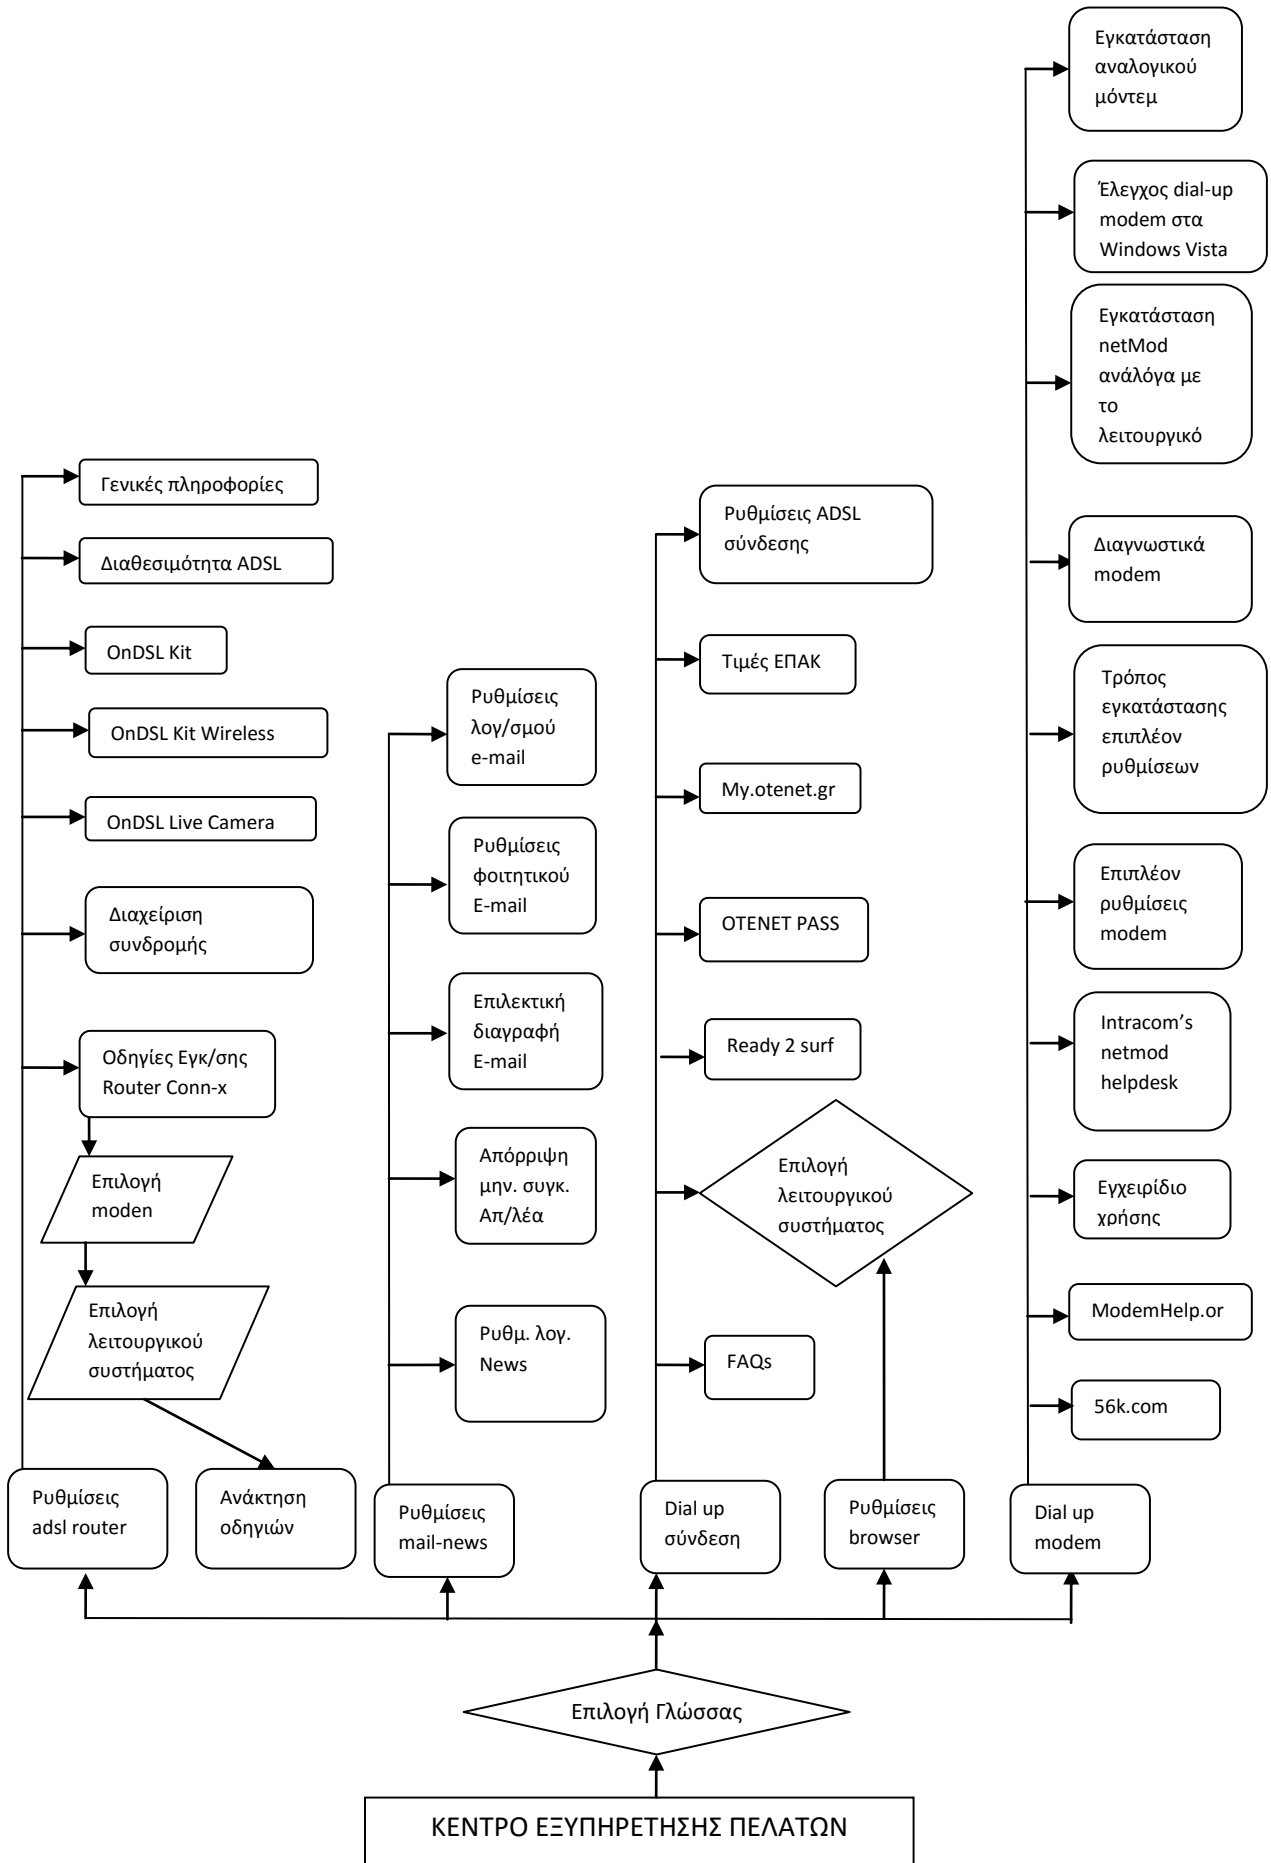 Εγκατάσταση
αναλογικού
μόντεμ
Έλεγχος dial-up
modem στα
Windows Vista
Εγκατάσταση
netMod
ανάλόγα με
το
λειτουργικό
Γενικές πληροφορίες
Διαθεσιμότητα ADSL
OnDSL Kit
OnDSL Kit Wireless
OnDSL Live Camera
Διαχείριση
συνδρομής
Οδηγίες Εγκ/σης
Router Conn-x
Επιλογή
moden
Επιλογή
λειτουργικού
συστήματος
Ρυθμίσεις
adsl router
Ανάκτηση
οδηγιών
Ρυθμίσεις
λογ/σμού
e-mail
Ρυθμίσεις
φοιτητικού
E-mail
Επιλεκτική
διαγραφή
E-mail
Απόρριψη
μην. συγκ.
Απ/λέα
Ρυθμ. λογ.
News
Ρυθμίσεις
mail-news
Ρυθμίσεις ADSL
σύνδεσης
Τιμές ΕΠΑΚ
My.otenet.gr
OTENET PASS
Ready 2 surf
Επιλογή
λειτουργικού
συστήματος
FAQs
Dial up
σύνδεση
Ρυθμίσεις
browser
Διαγνωστικά
modem
Τρόπος
εγκατάστασης
επιπλέον
ρυθμίσεων
Επιπλέον
ρυθμίσεις
modem
Intracom’s
netmod
helpdesk
Εγχειρίδιο
χρήσης
ModemHelp.or
56k.com
Dial up
modem
Επιλογή Γλώσσας
ΚΕΝΤΡΟ ΕΞΥΠΗΡΕΤΗΣΗΣ ΠΕΛΑΤΩΝ